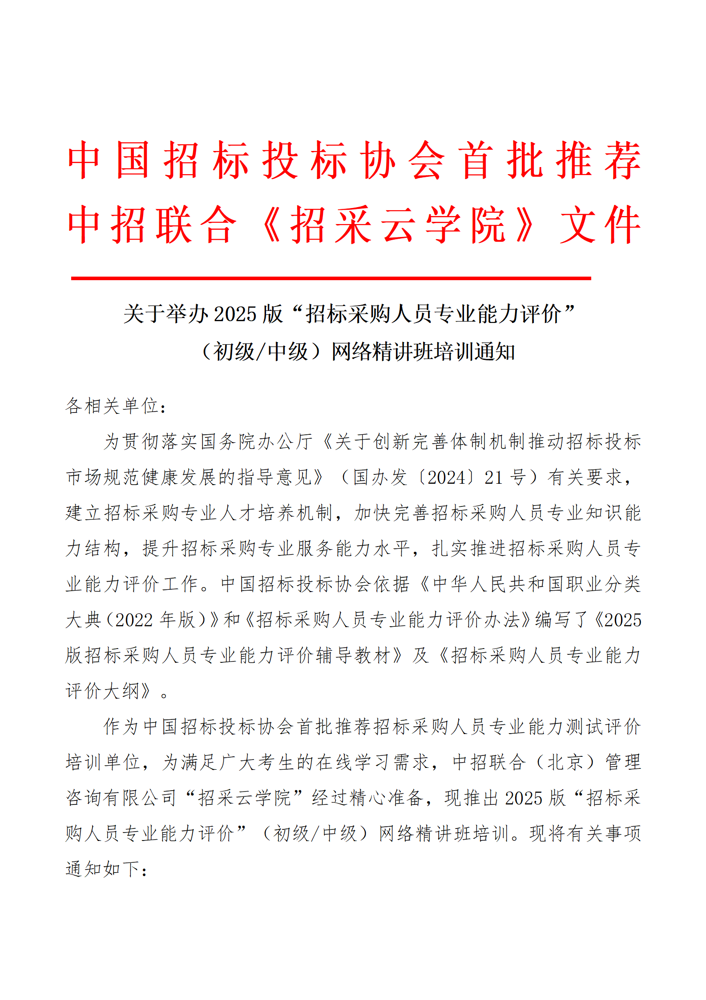 中国招标投标协会首批推荐
中招联合《招采云学院》文件
关于举办 2025 版“招标采购人员专业能力评价”
（初级/中级）网络精讲班培训通知
各相关单位：
为贯彻落实国务院办公厅《关于创新完善体制机制推动招标投标
市场规范健康发展的指导意见》（国办发〔2024〕21 号）有关要求，
建立招标采购专业人才培养机制，加快完善招标采购人员专业知识能
力结构，提升招标采购专业服务能力水平，扎实推进招标采购人员专
业能力评价工作。中国招标投标协会依据《中华人民共和国职业分类
大典（2022 年版）》和《招标采购人员专业能力评价办法》编写了《2025
版招标采购人员专业能力评价辅导教材》及《招标采购人员专业能力
评价大纲》。
作为中国招标投标协会首批推荐招标采购人员专业能力测试评价
培训单位，为满足广大考生的在线学习需求，中招联合（北京）管理
咨询有限公司“招采云学院”经过精心准备，现推出 2025 版“招标采
购人员专业能力评价”（初级/中级）网络精讲班培训。现将有关事项
通知如下：